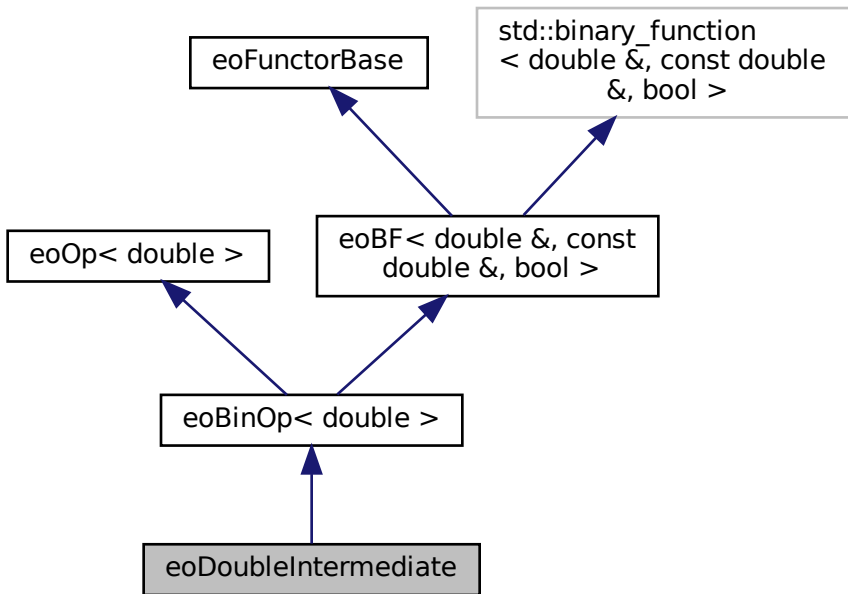 eoFunctorBase
std::binary_function
< double &, const double
&, bool >
eoOp< double >
eoBF< double &, const
double &, bool >
eoBinOp< double >
eoDoubleIntermediate